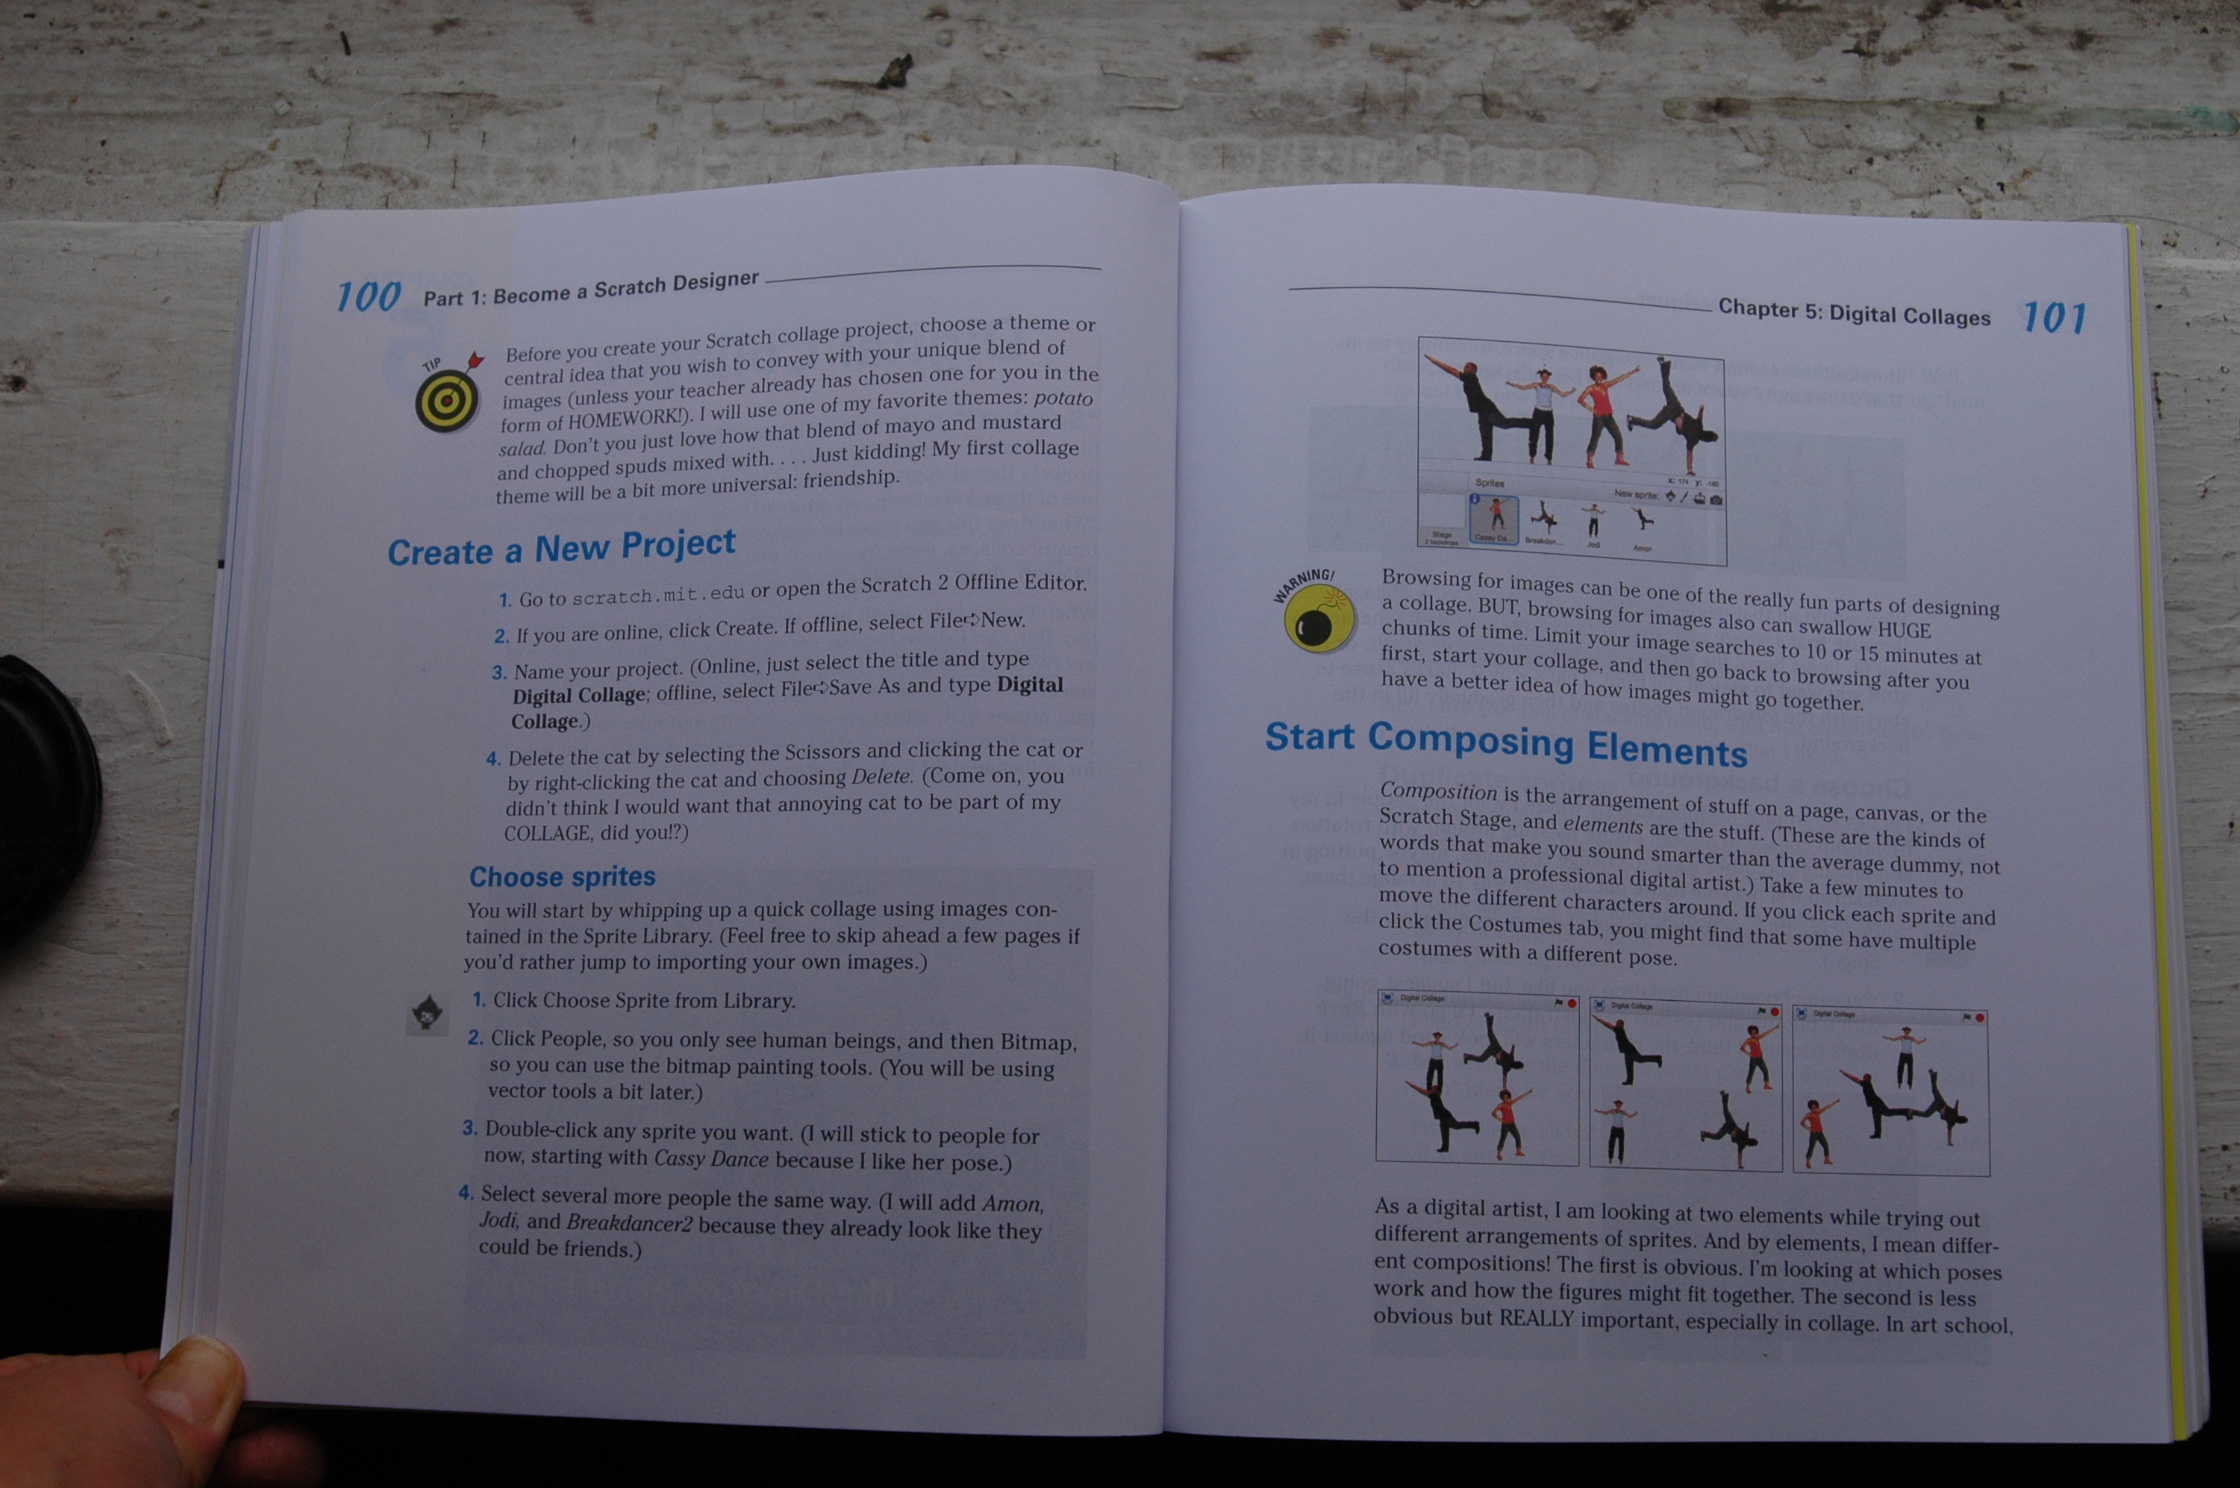 100 Part 1: Become a Scratch Designer
TIP
Before you create your Scratch collage project, choose a theme or
central idea that you wish to convey with your unique blend of
images (unless your teacher already has chosen one for you in the
form of HOMEWORK!). I will use one of my favorite themes: potato
salad. Don't you just love how that blend of mayo and mustard
and chopped spuds mixed with. . . . Just kidding! My first collage
theme will be a bit more universal: friendship.
Create a New Project
1. Go to scratch.mit.edu or open the Scratch 2 Offline Editor.
2. If you are online, click Create. If offline, select File➪New.
3. Name your project. (Online, just select the title and type
Digital Collage; offline, select File➪Save As and type Digital
Collage.)
4. Delete the cat by selecting the Scissors and clicking the cat or
by right-clicking the cat and choosing Delete. (Come on, you
didn't think I would want that annoying cat to be part of my
COLLAGE, did you!?)
Choose sprites
You will start by whipping up a quick collage using images con-
tained in the Sprite Library. (Feel free to skip ahead a few pages if
you'd rather jump to importing your own images.)
1. Click Choose Sprite from Library.
2. Click People, so you only see human beings, and then Bitmap,
so you can use the bitmap painting tools. (You will be using
vector tools a bit later.)
3. Double-click any sprite you want. (I will stick to people for
now, starting with Cassy Dance because I like her pose.)
4. Select several more people the same way. (I will add Amon,
Jodi, and Breakdancer2 because they already look like they
could be friends.)
Chapter 5: Digital Collages 101
X: 174 Y: -180
Sprites New sprite:
Stage
2 backdrops
Cassy Da... Breakdan... Jodi Amon
WARNING!
Browsing for images can be one of the really fun parts of designing
a collage. BUT, browsing for images also can swallow HUGE
chunks of time. Limit your image searches to 10 or 15 minutes at
first, start your collage, and then go back to browsing after you
have a better idea of how images might go together.
Start Composing Elements
Composition is the arrangement of stuff on a page, canvas, or the
Scratch Stage, and elements are the stuff. (These are the kinds of
words that make you sound smarter than the average dummy, not
to mention a professional digital artist.) Take a few minutes to
move the different characters around. If you click each sprite and
click the Costumes tab, you might find that some have multiple
costumes with a different pose.
Digital Collage
Digital Collage
Digital Collage
As a digital artist, I am looking at two elements while trying out
different arrangements of sprites. And by elements, I mean differ-
ent compositions! The first is obvious. I'm looking at which poses
work and how the figures might fit together. The second is less
obvious but REALLY important, especially in collage. In art school,